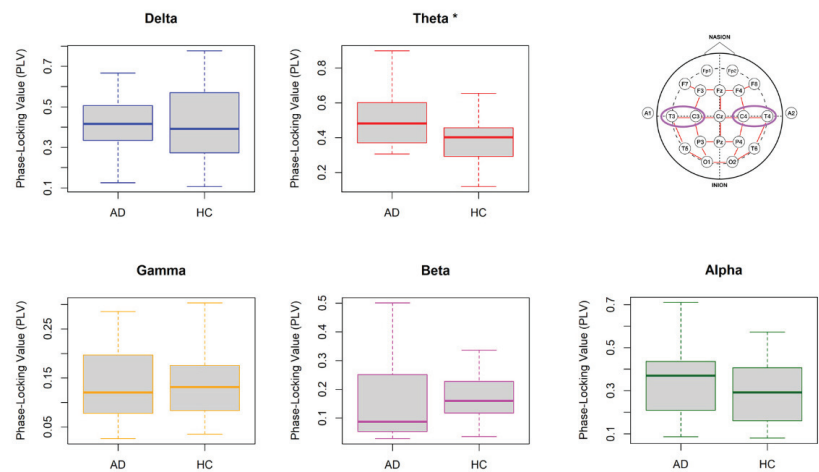 Delta
Phase-Locking Value (PLV)
0.7
0.5
0.3
0.1
AD HC
Theta *
Phase-Locking Value (PLV)
0.8
0.6
0.4
0.2
AD HC
NASION
Fp1 Fp2
F7 F3 Fz F4 F8
A1 T3 C3 Cz C4 T4 A2
T5 P3 Pz P4 T6
O1 O2
INION
Gamma
Phase-Locking Value (PLV)
0.25
0.15
0.05
AD HC
Beta
Phase-Locking Value (PLV)
0.5
0.4
0.3
0.2
0.1
AD HC
Alpha
Phase-Locking Value (PLV)
0.7
0.5
0.3
0.1
AD HC